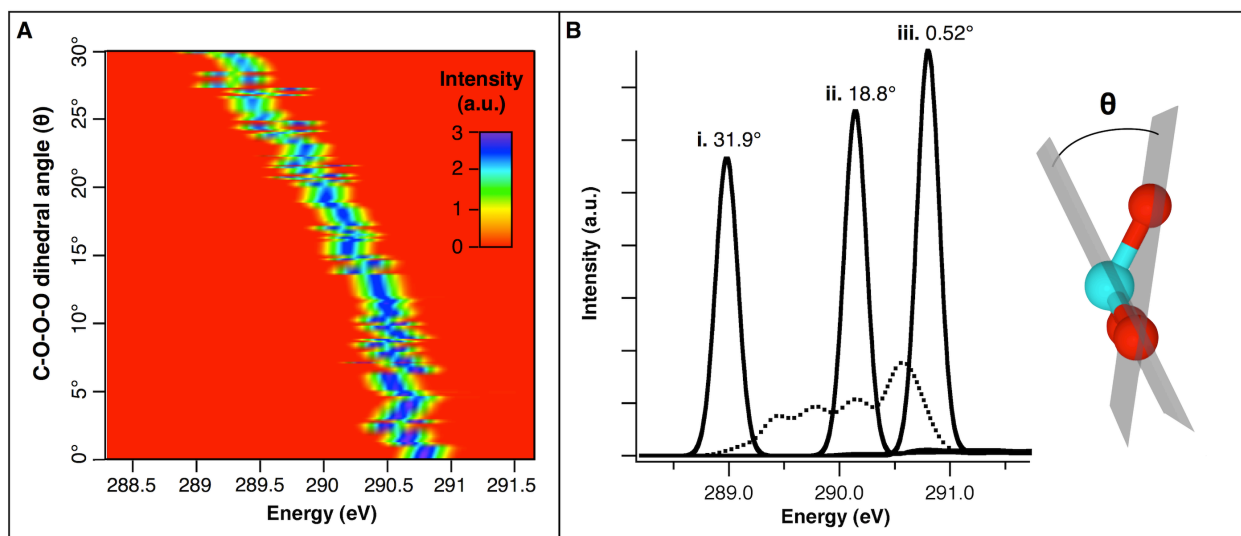 A
30°
25°
20°
15°
10°
5°
0°
C-O-O-O dihedral angle (θ)
Intensity
(a.u.)
3
2
1
0
288.5 289 289.5 290 290.5 291 291.5
Energy (eV)
B
iii. 0.52°
ii. 18.8°
i. 31.9°
θ
Intensity (a.u.)
289.0 290.0 291.0
Energy (eV)